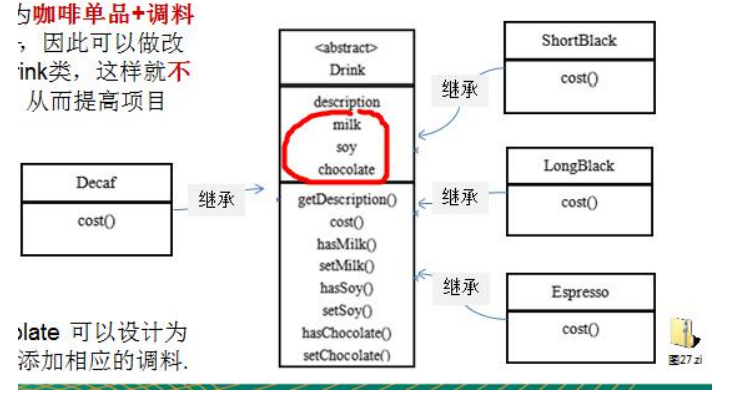 为咖啡单品+调料
，因此可以做改
rink类，这样就不
从而提高项目
<abstract>
Drink
description
milk
soy
chocolate
getDescription()
cost()
hasMilk()
setMilk()
hasSoy()
setSoy()
hasChocolate()
setChocolate()
ShortBlack
cost()
继承
LongBlack
cost()
继承
Espresso
cost()
继承
Decaf
cost()
继承
olate 可以设计为
添加相应的调料.
图27.zi